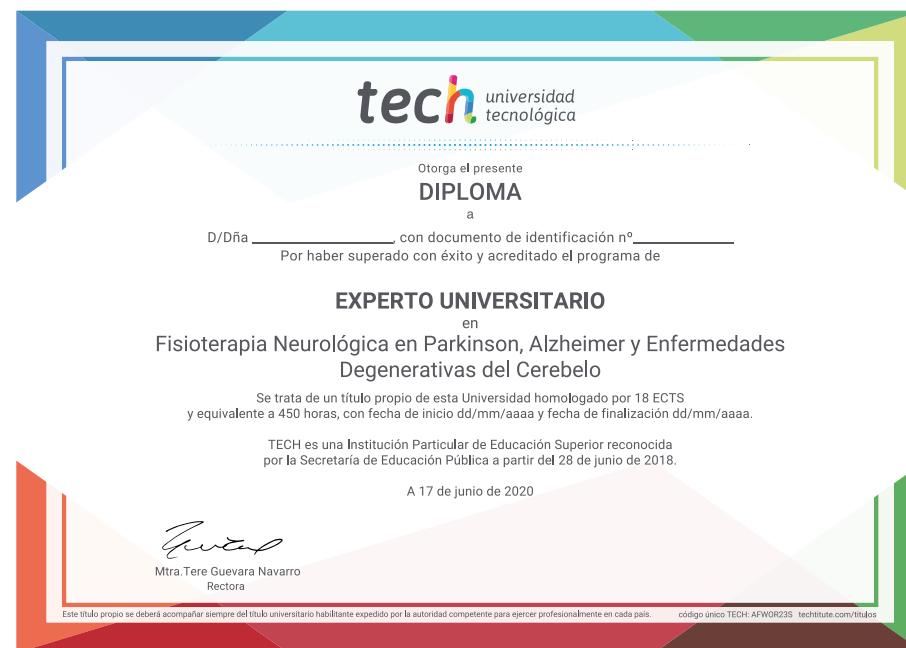 tech universidad
tecnológica
Otorga el presente
DIPLOMA
a
D/Dña ____________, con documento de identificación nº____________
Por haber superado con éxito y acreditado el programa de
EXPERTO UNIVERSITARIO
en
Fisioterapia Neurológica en Parkinson, Alzheimer y Enfermedades
Degenerativas del Cerebelo
Se trata de un título propio de esta Universidad homologado por 18 ECTS
y equivalente a 450 horas, con fecha de inicio dd/mm/aaaa y fecha de finalización dd/mm/aaaa.
TECH es una Institución Particular de Educación Superior reconocida
por la Secretaría de Educación Pública a partir del 28 de junio de 2018.
A 17 de junio de 2020
Mtra.Tere Guevara Navarro
Rectora
Este título propio se deberá acompañar siempre del título universitario habilitante expedido por la autoridad competente para ejercer profesionalmente en cada país. código único TECH: AFWOR23S techtitute.com/titulos